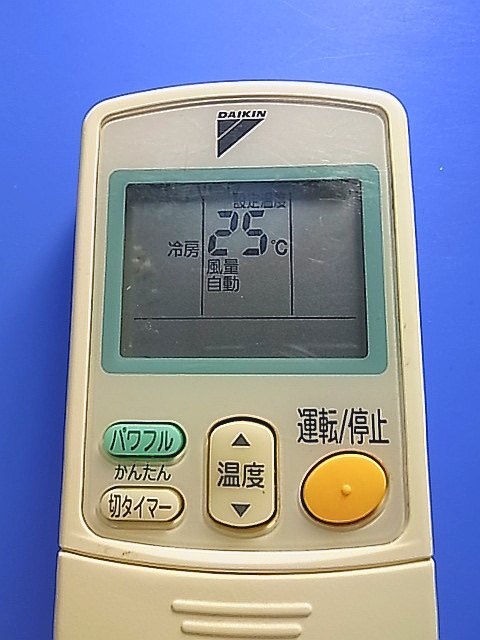 DAIKIN
設定温度
冷房 25℃
風量
自動
運転/停止
パワフル
かんたん
切タイマー
温度